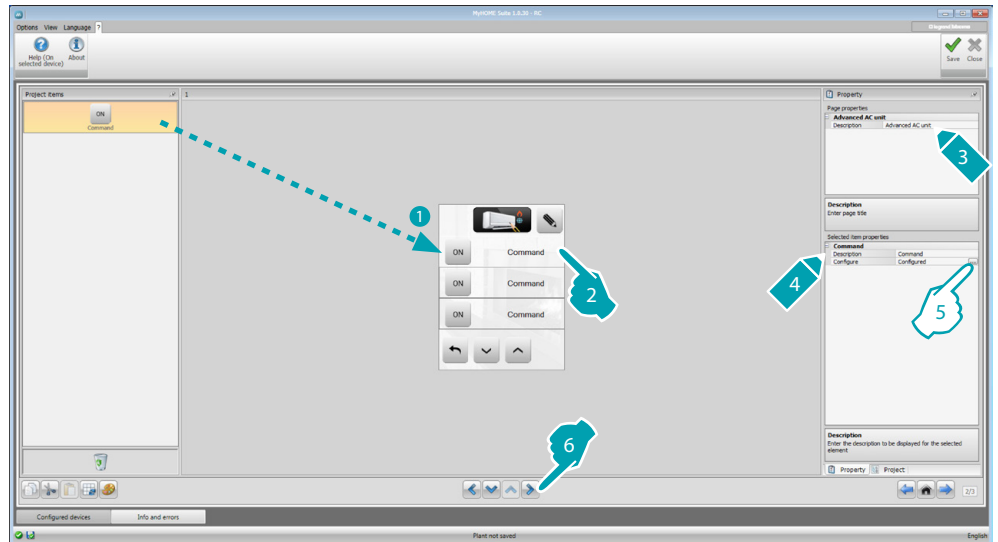 MyHOME Suite 1.0.20 - RC
Options View Language ?
Help (On selected device)
About
Save
Close
Project items
ON
Command
1
Property
Page properties
Advanced AC unit
Description Advanced AC unit
3
Description
Enter page title
Selected item properties
Command
Description Command
Configure Configured ...
4
5
Description
Enter the description to be displayed for the selected
element
Property Project
1
ON Command
2
ON Command
ON Command
6
2/3
Configured devices Info and errors
Plant not saved
English